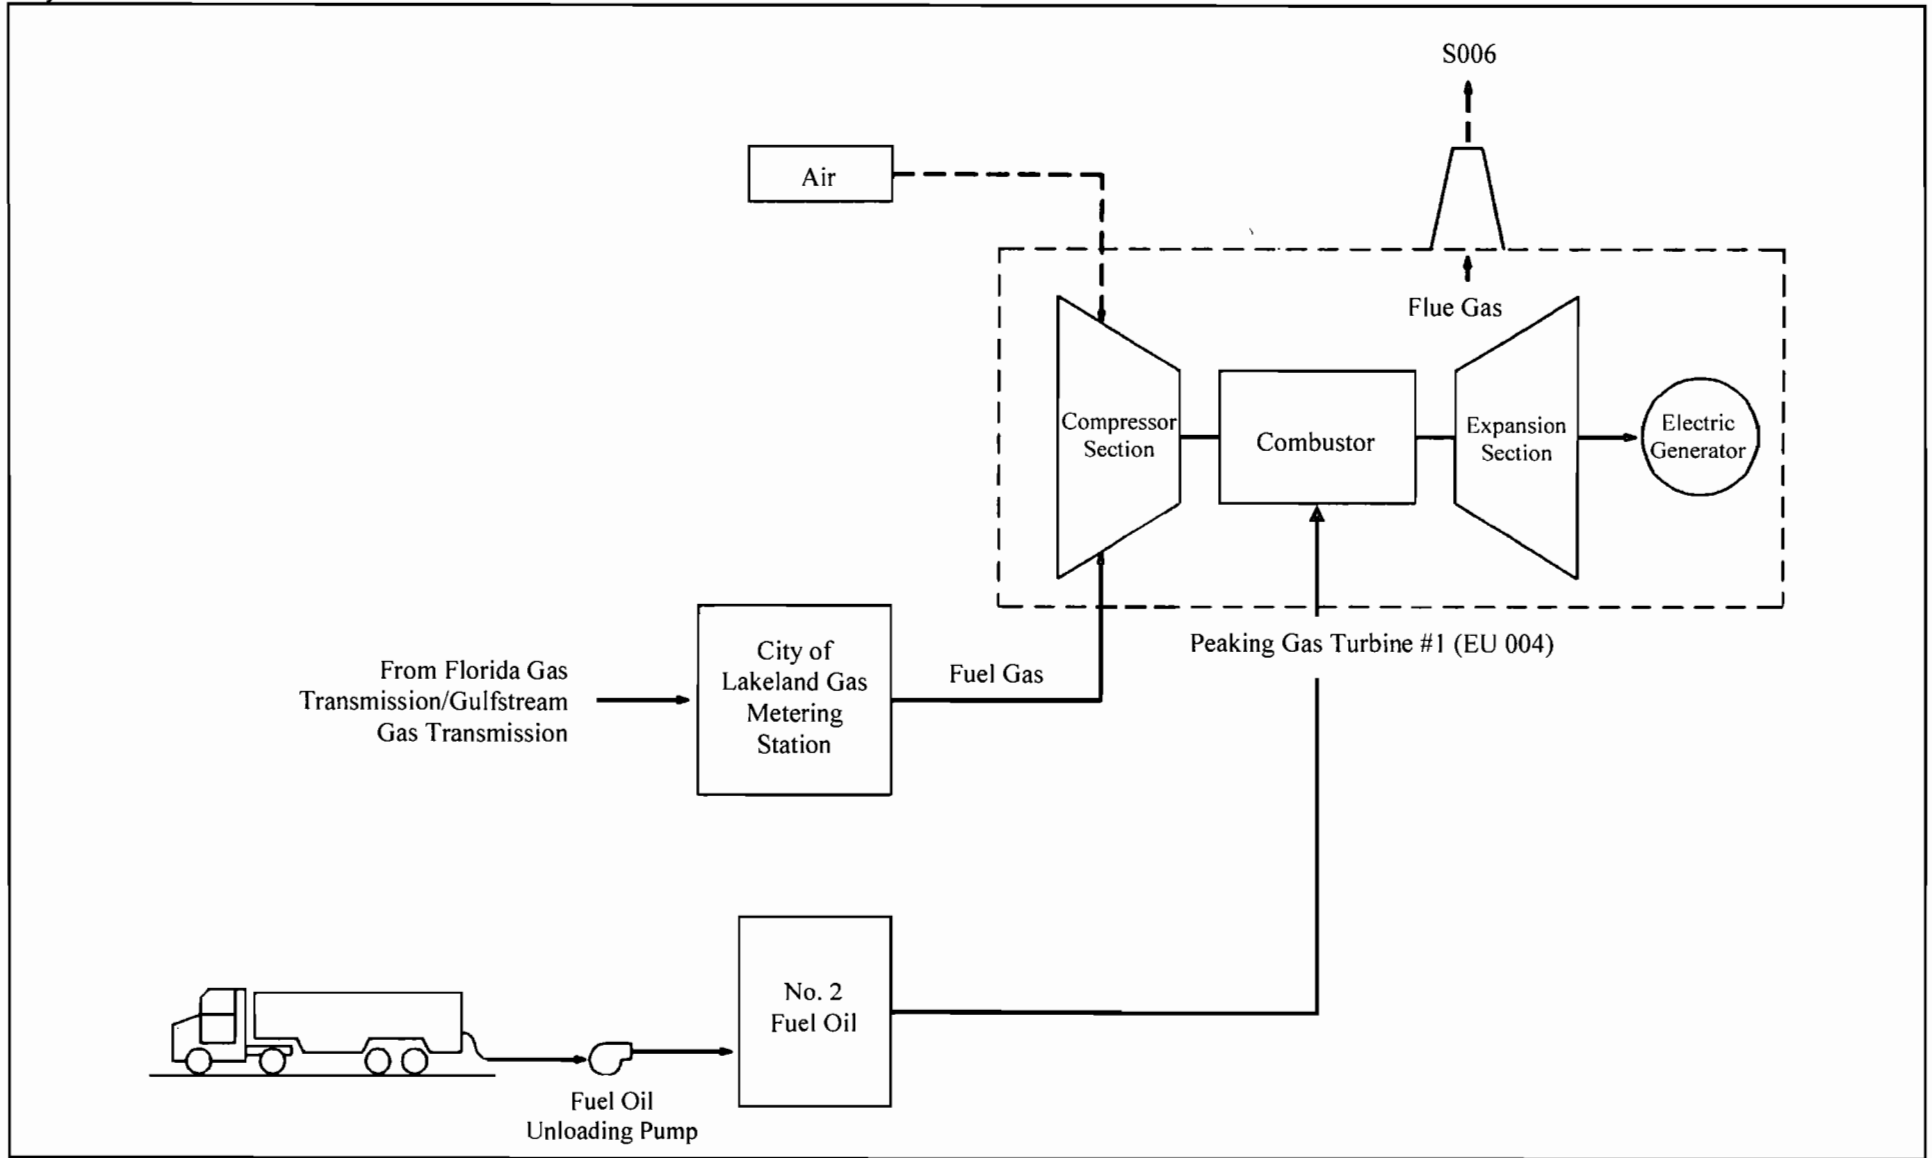 S006
Air
Flue Gas
Compressor
Section
Combustor
Expansion
Section
Electric
Generator
Peaking Gas Turbine #1 (EU 004)
From Florida Gas
Transmission/Gulfstream
Gas Transmission
City of
Lakeland Gas
Metering
Station
Fuel Gas
No. 2
Fuel Oil
Fuel Oil
Unloading Pump